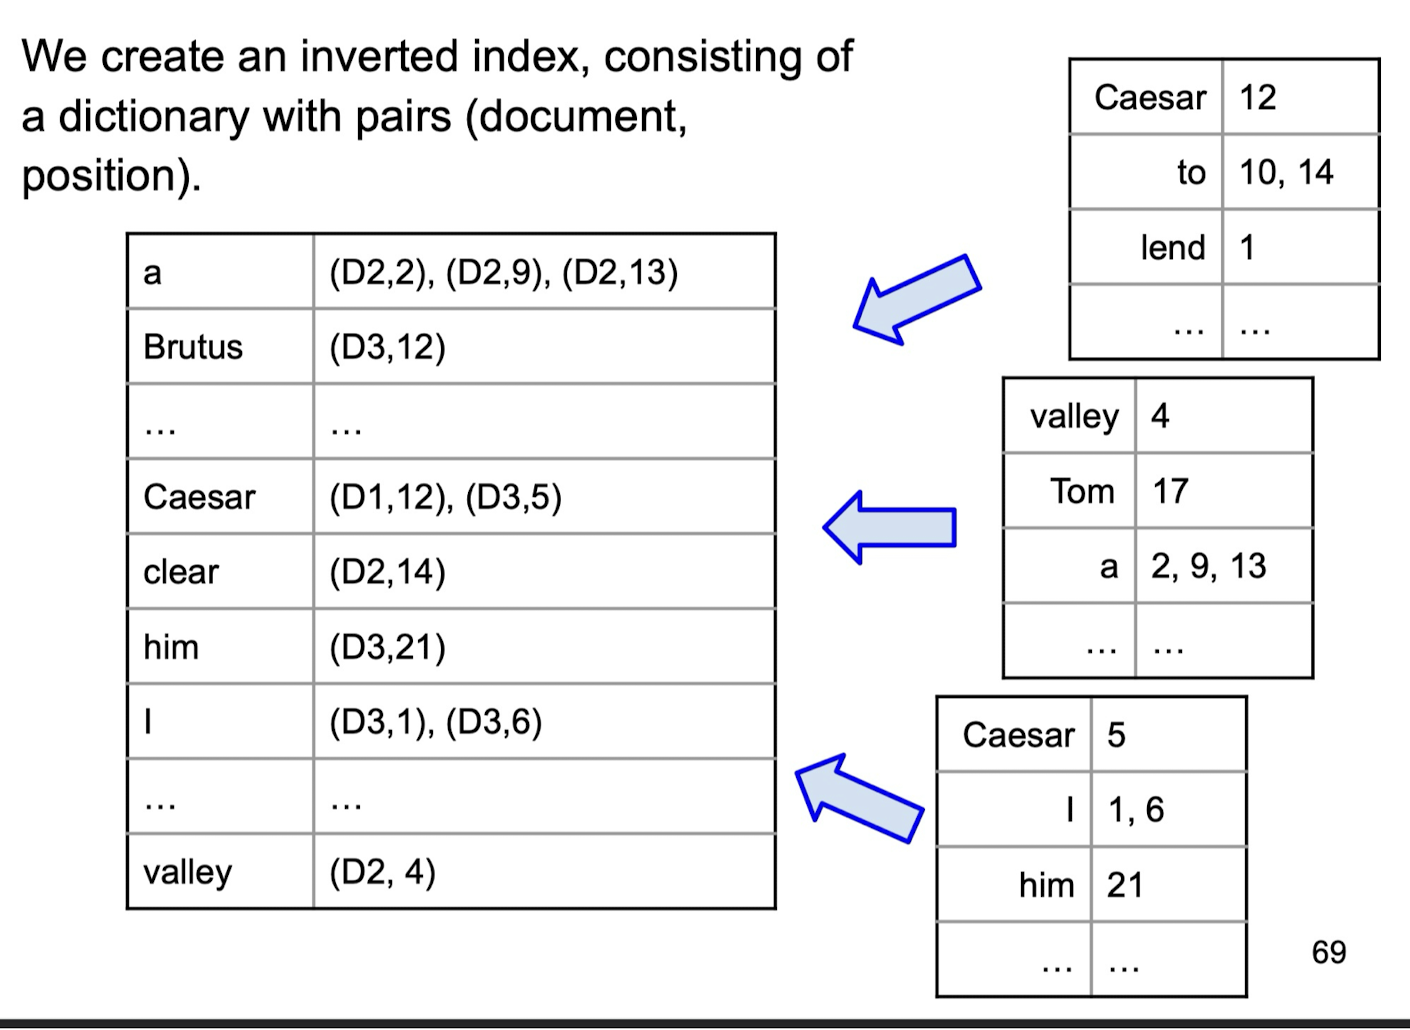 We create an inverted index, consisting of
a dictionary with pairs (document,
position).
a (D2,2), (D2,9), (D2,13)
Brutus (D3,12)
... ...
Caesar (D1,12), (D3,5)
clear (D2,14)
him (D3,21)
I (D3,1), (D3,6)
... ...
valley (D2, 4)
Caesar 12
to 10, 14
lend 1
... ...
valley 4
Tom 17
a 2, 9, 13
... ...
Caesar 5
I 1, 6
him 21
... ...
69